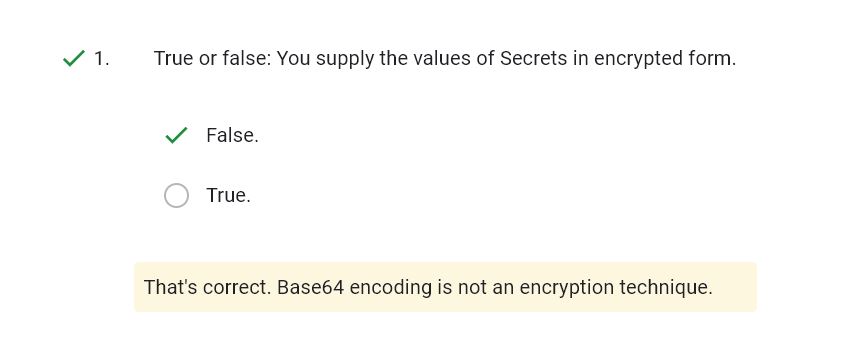 1. True or false: You supply the values of Secrets in encrypted form.
False.
True.
That's correct. Base64 encoding is not an encryption technique.